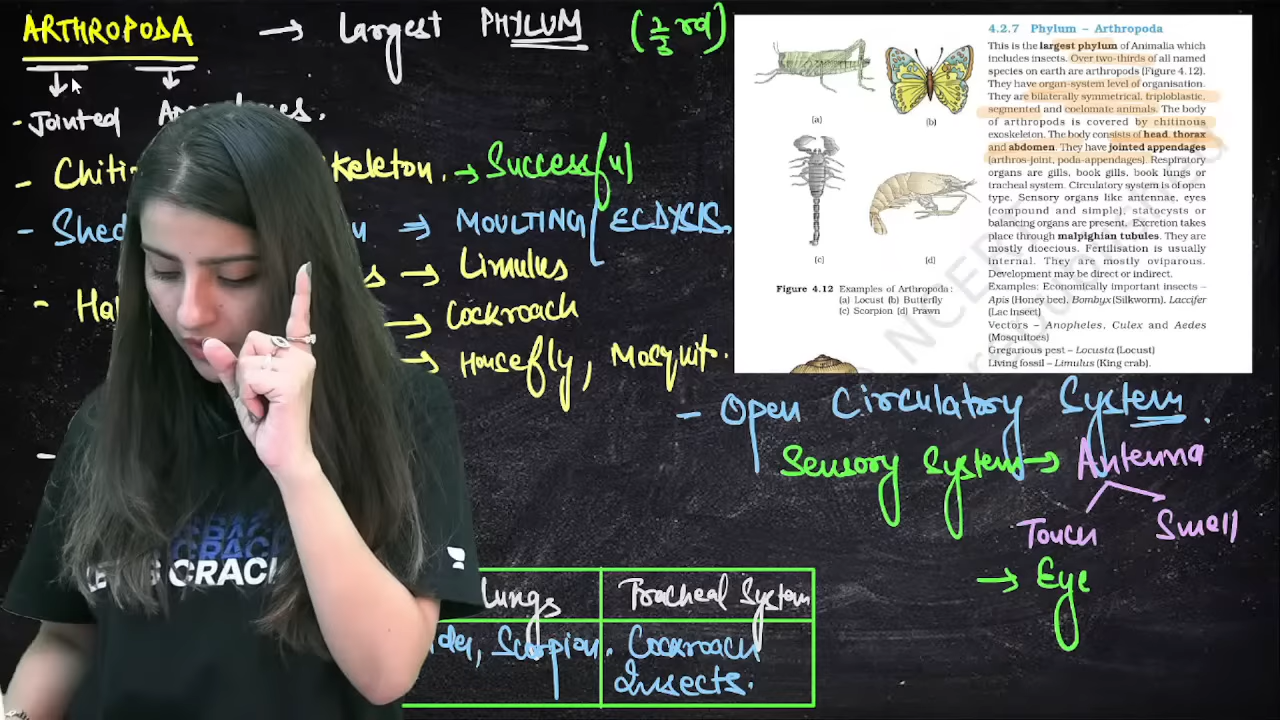 ARTHROPODA → Largest PHYLUM (2/3 rd)
- Jointed
- Chiti skeleton. → Successful
- Shed ⇒ MOULTING / ECDYSIS.
→ Limulus
- Ha → Cockroach
→ Housefly, Mosquito.
- Open Circulatory System.
Sensory System → Antenna
Touch Smell
→ Eye
Lungs Tracheal System
ider, Scorpion. Cockroach
Insects.
LET'S CRACK
4.2.7 Phylum – Arthropoda
This is the largest phylum of Animalia which
includes insects. Over two-thirds of all named
species on earth are arthropods (Figure 4.12).
They have organ-system level of organisation.
They are bilaterally symmetrical, triploblastic,
segmented and coelomate animals. The body
of arthropods is covered by chitinous
exoskeleton. The body consists of head, thorax
and abdomen. They have jointed appendages
(arthros-joint, poda-appendages). Respiratory
organs are gills, book gills, book lungs or
tracheal system. Circulatory system is of open
type. Sensory organs like antennae, eyes
(compound and simple), statocysts or
balancing organs are present. Excretion takes
place through malpighian tubules. They are
mostly dioecious. Fertilisation is usually
internal. They are mostly oviparous.
Development may be direct or indirect.
Examples: Economically important insects –
Apis (Honey bee), Bombyx (Silkworm), Laccifer
(Lac insect)
Vectors – Anopheles, Culex and Aedes
(Mosquitoes)
Gregarious pest – Locusta (Locust)
Living fossil – Limulus (King crab).
(a) (b)
(c) (d)
Figure 4.12 Examples of Arthropoda:
(a) Locust (b) Butterfly
(c) Scorpion (d) Prawn